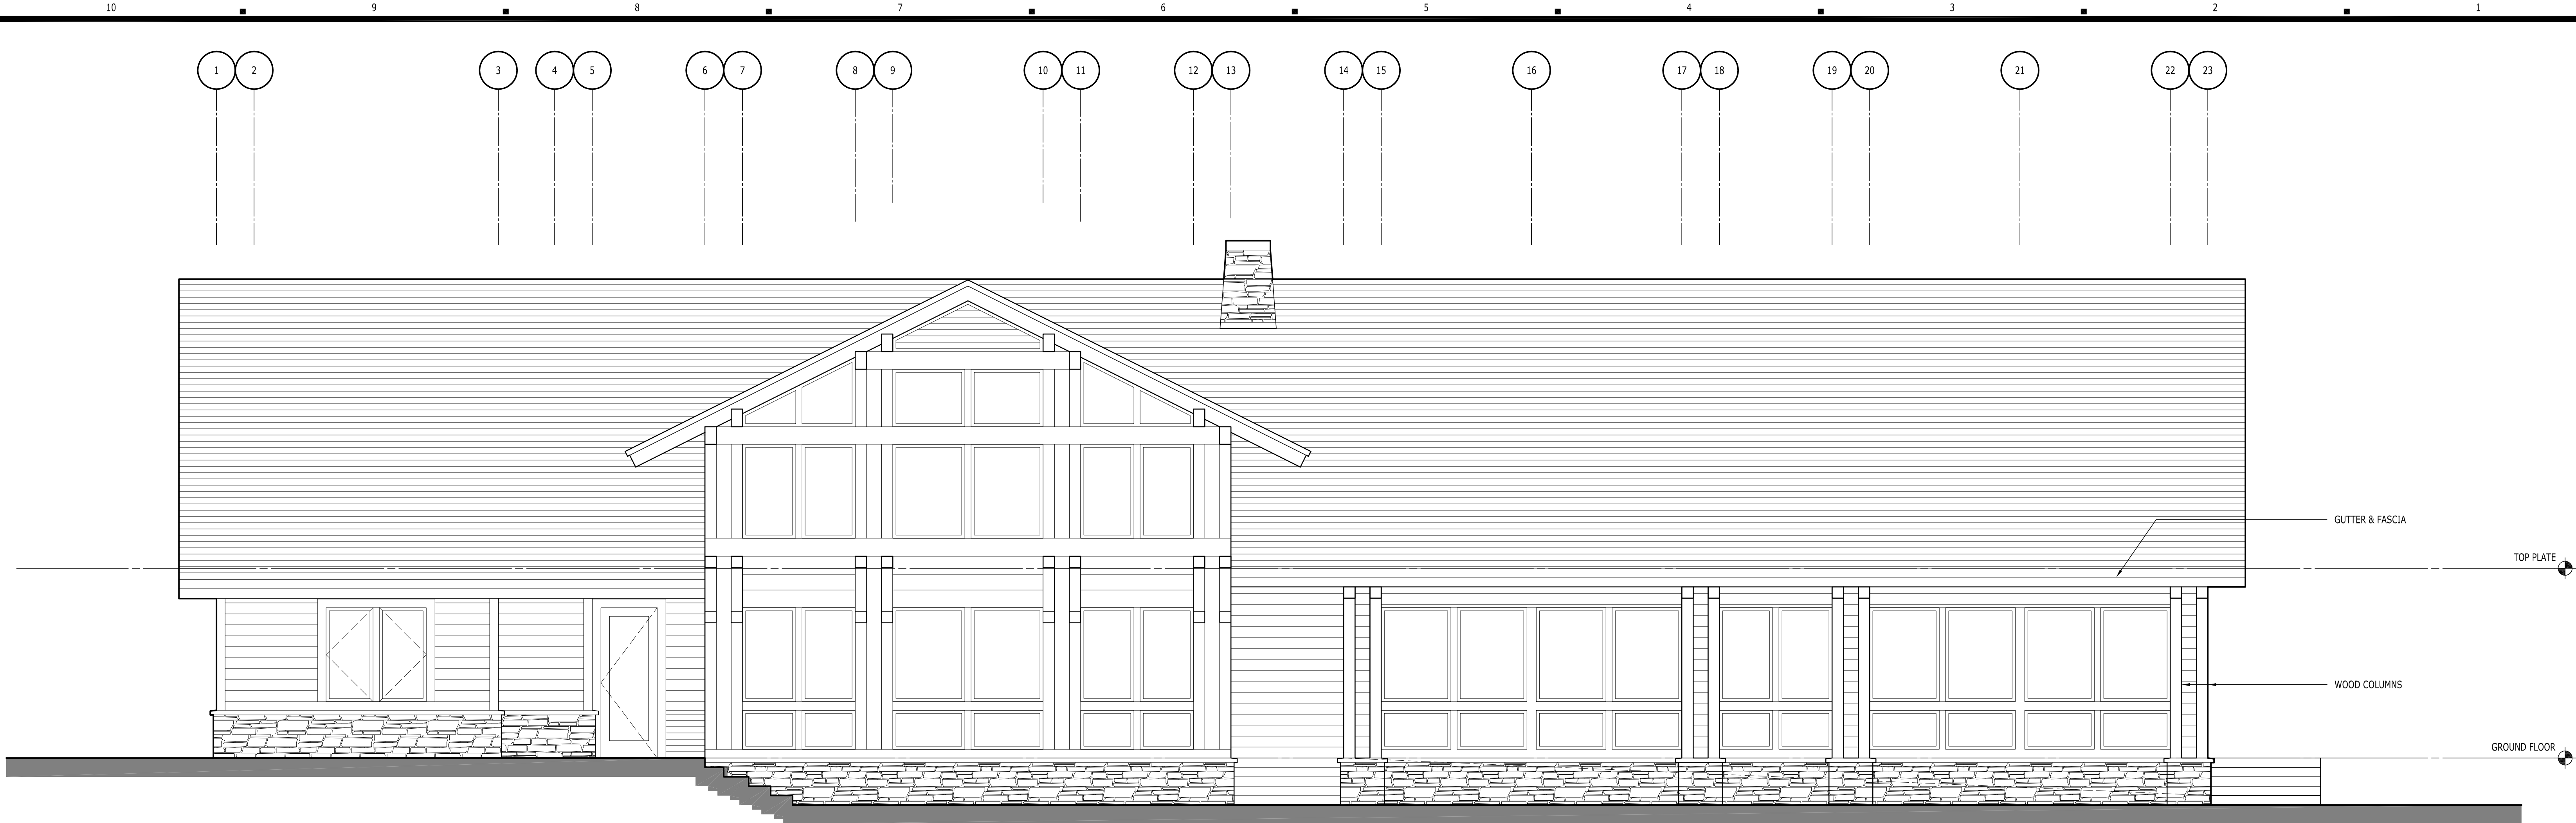 10 9 8 7 6 5 4 3 2 1
1 2 3 4 5 6 7 8 9 10 11 12 13 14 15 16 17 18 19 20 21 22 23
GUTTER & FASCIA
TOP PLATE
WOOD COLUMNS
GROUND FLOOR